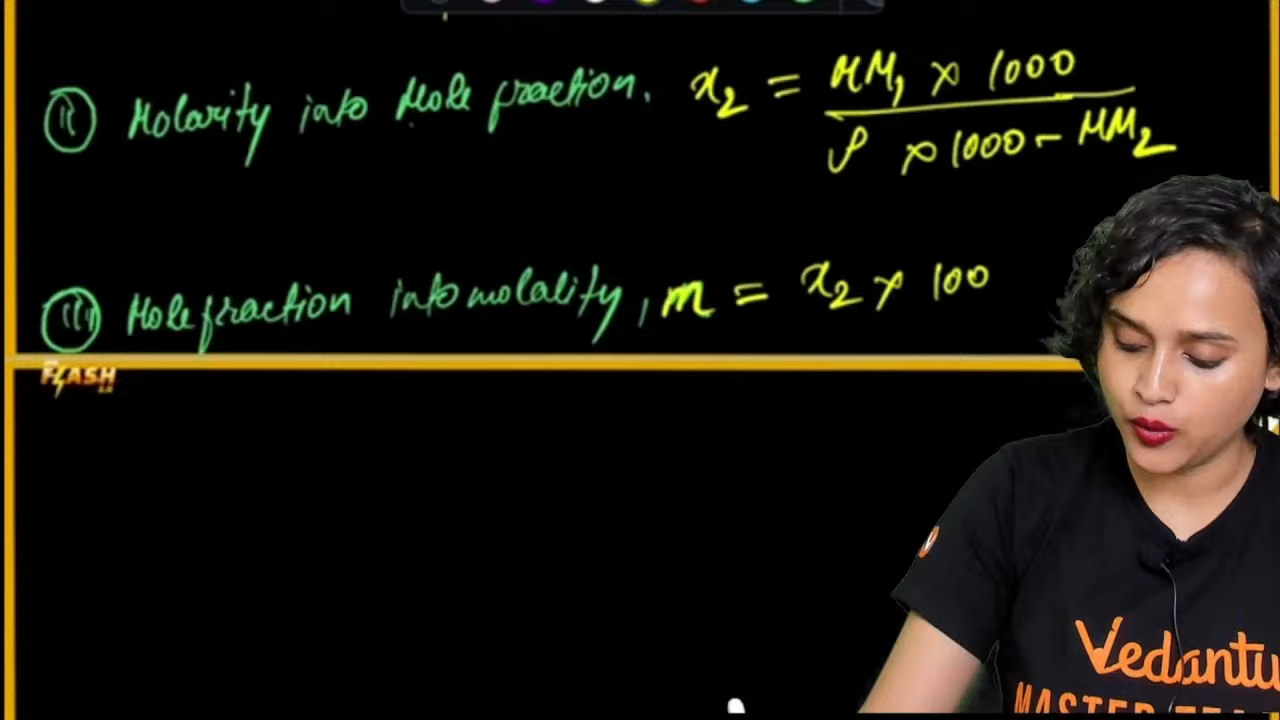 (ii) Molarity into Mole fraction. x₂ = MM₁ × 1000
ρ × 1000 - MM₂
(iii) Mole fraction into molality, m = x₂ × 100
FLASH
Vedantu
MASTER